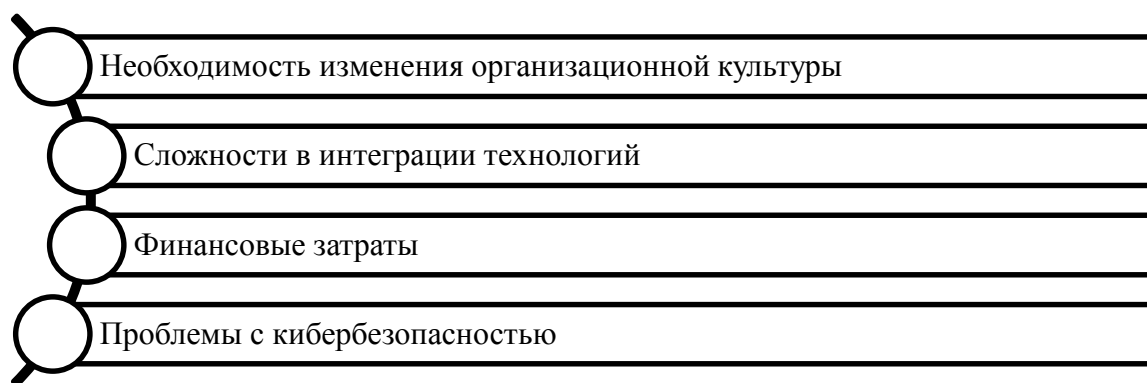 Необходимость изменения организационной культуры
Сложности в интеграции технологий
Финансовые затраты
Проблемы с кибербезопасностью